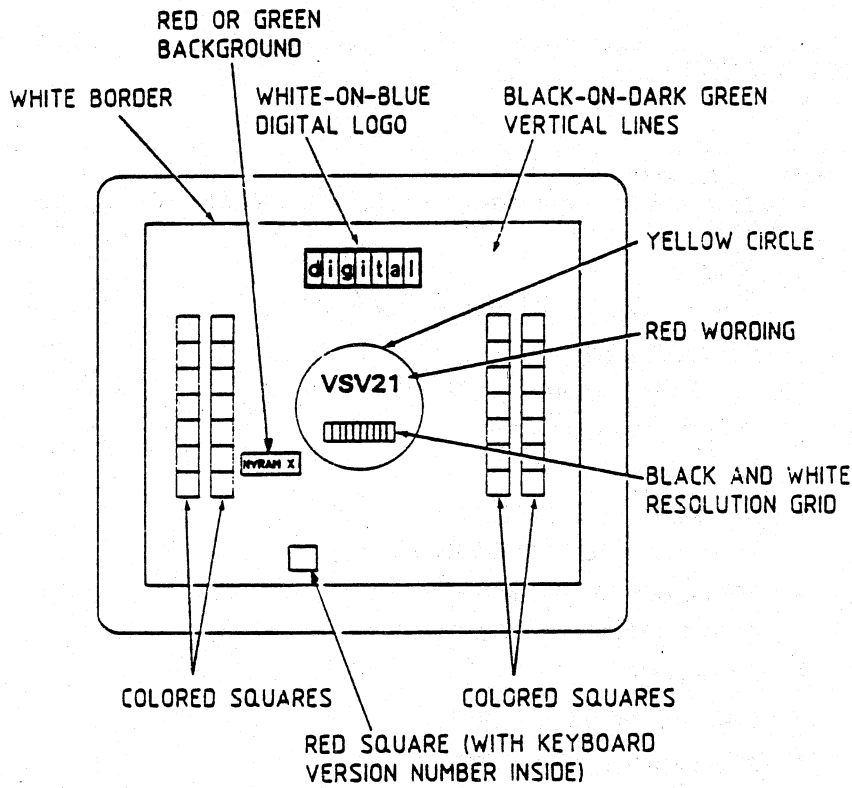 RED OR GREEN
BACKGROUND
WHITE BORDER
WHITE-ON-BLUE
DIGITAL LOGO
BLACK-ON-DARK GREEN
VERTICAL LINES
digital
YELLOW CIRCLE
RED WORDING
VSV21
NVRAM X
BLACK AND WHITE
RESOLUTION GRID
COLORED SQUARES
COLORED SQUARES
RED SQUARE (WITH KEYBOARD
VERSION NUMBER INSIDE)